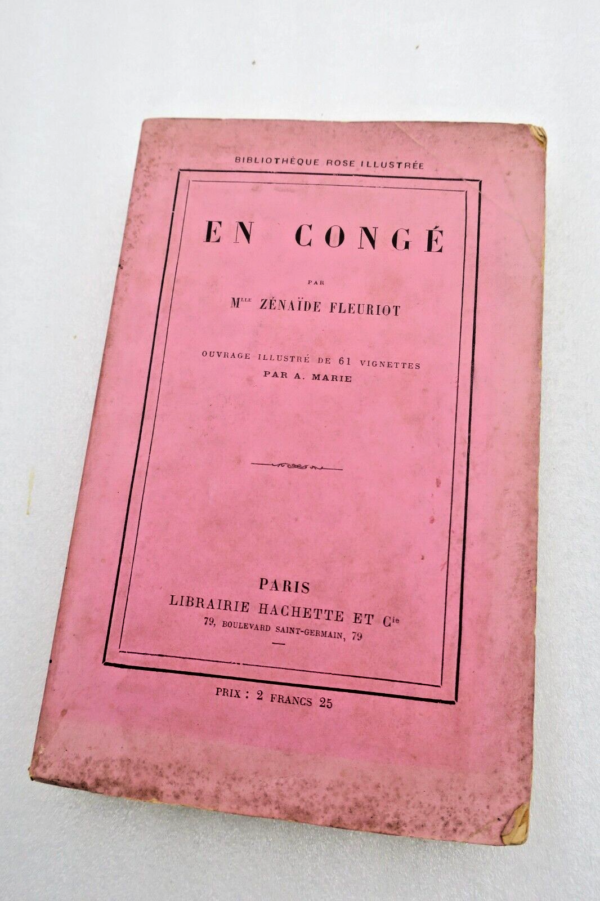 BIBLIOTHÈQUE ROSE ILLUSTRÉE
EN CONGÉ
PAR
Mlle ZÉNAÏDE FLEURIOT
OUVRAGE ILLUSTRÉ DE 61 VIGNETTES
PAR A. MARIE
PARIS
LIBRAIRIE HACHETTE ET Cie
79, BOULEVARD SAINT-GERMAIN, 79
PRIX : 2 FRANCS 25